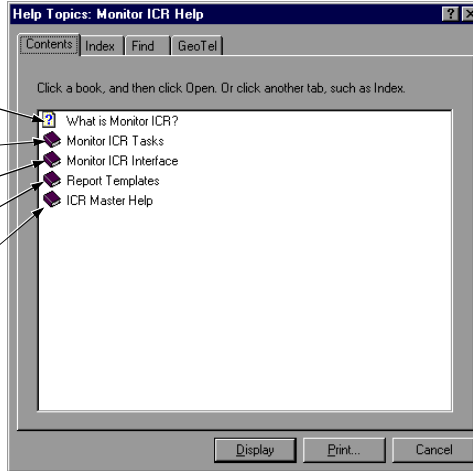 Help Topics: Monitor ICR Help
Contents Index Find GeoTel
Click a book, and then click Open. Or click another tab, such as Index.
What is Monitor ICR?
Monitor ICR Tasks
Monitor ICR Interface
Report Templates
ICR Master Help
Display Print... Cancel